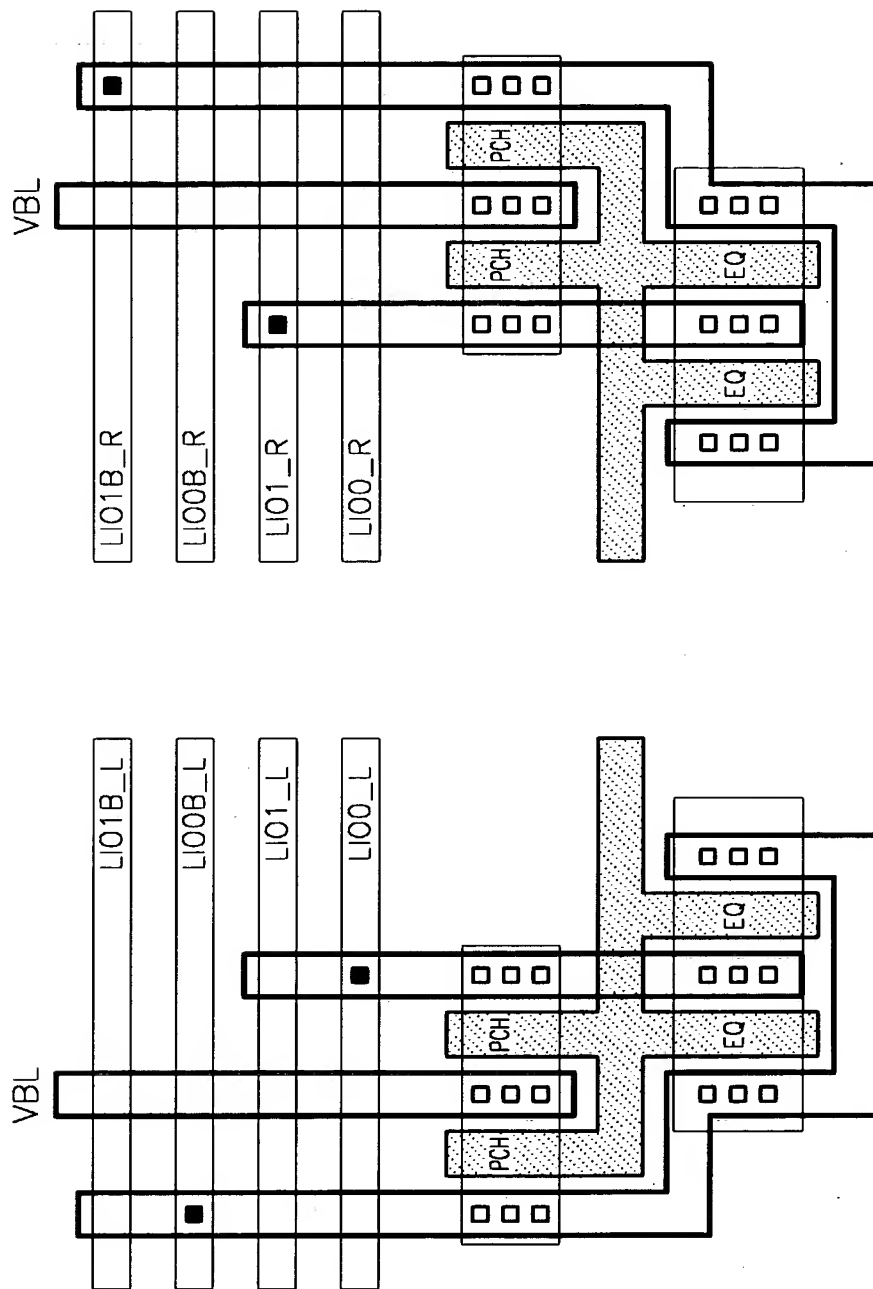 VBL
LIO1B_R
LIO0B_R
LIO1_R
LIO0_R
PCH
PCH
EQ
EQ
VBL
LIO1B_L
LIO0B_L
LIO1_L
LIO0_L
PCH
PCH
EQ
EQ